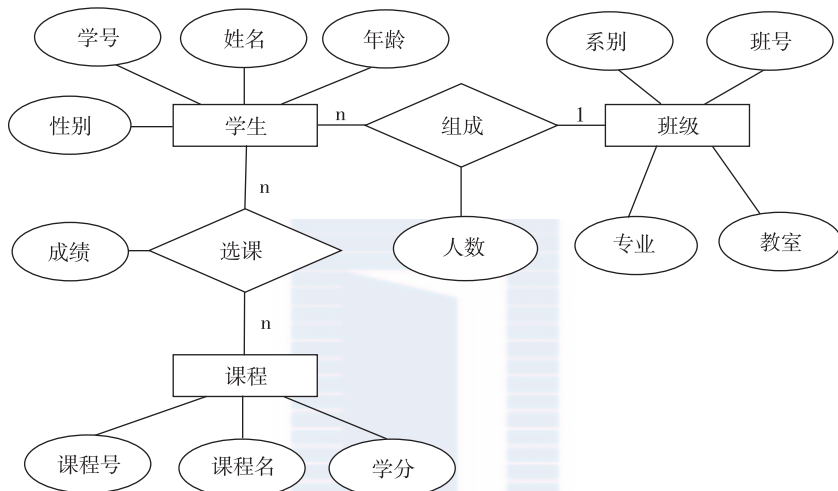 学号 姓名 年龄 系别 班号
性别 学生 n 组成 1 班级
n
成绩 选课 人数 专业 教室
n
课程
课程号 课程名 学分